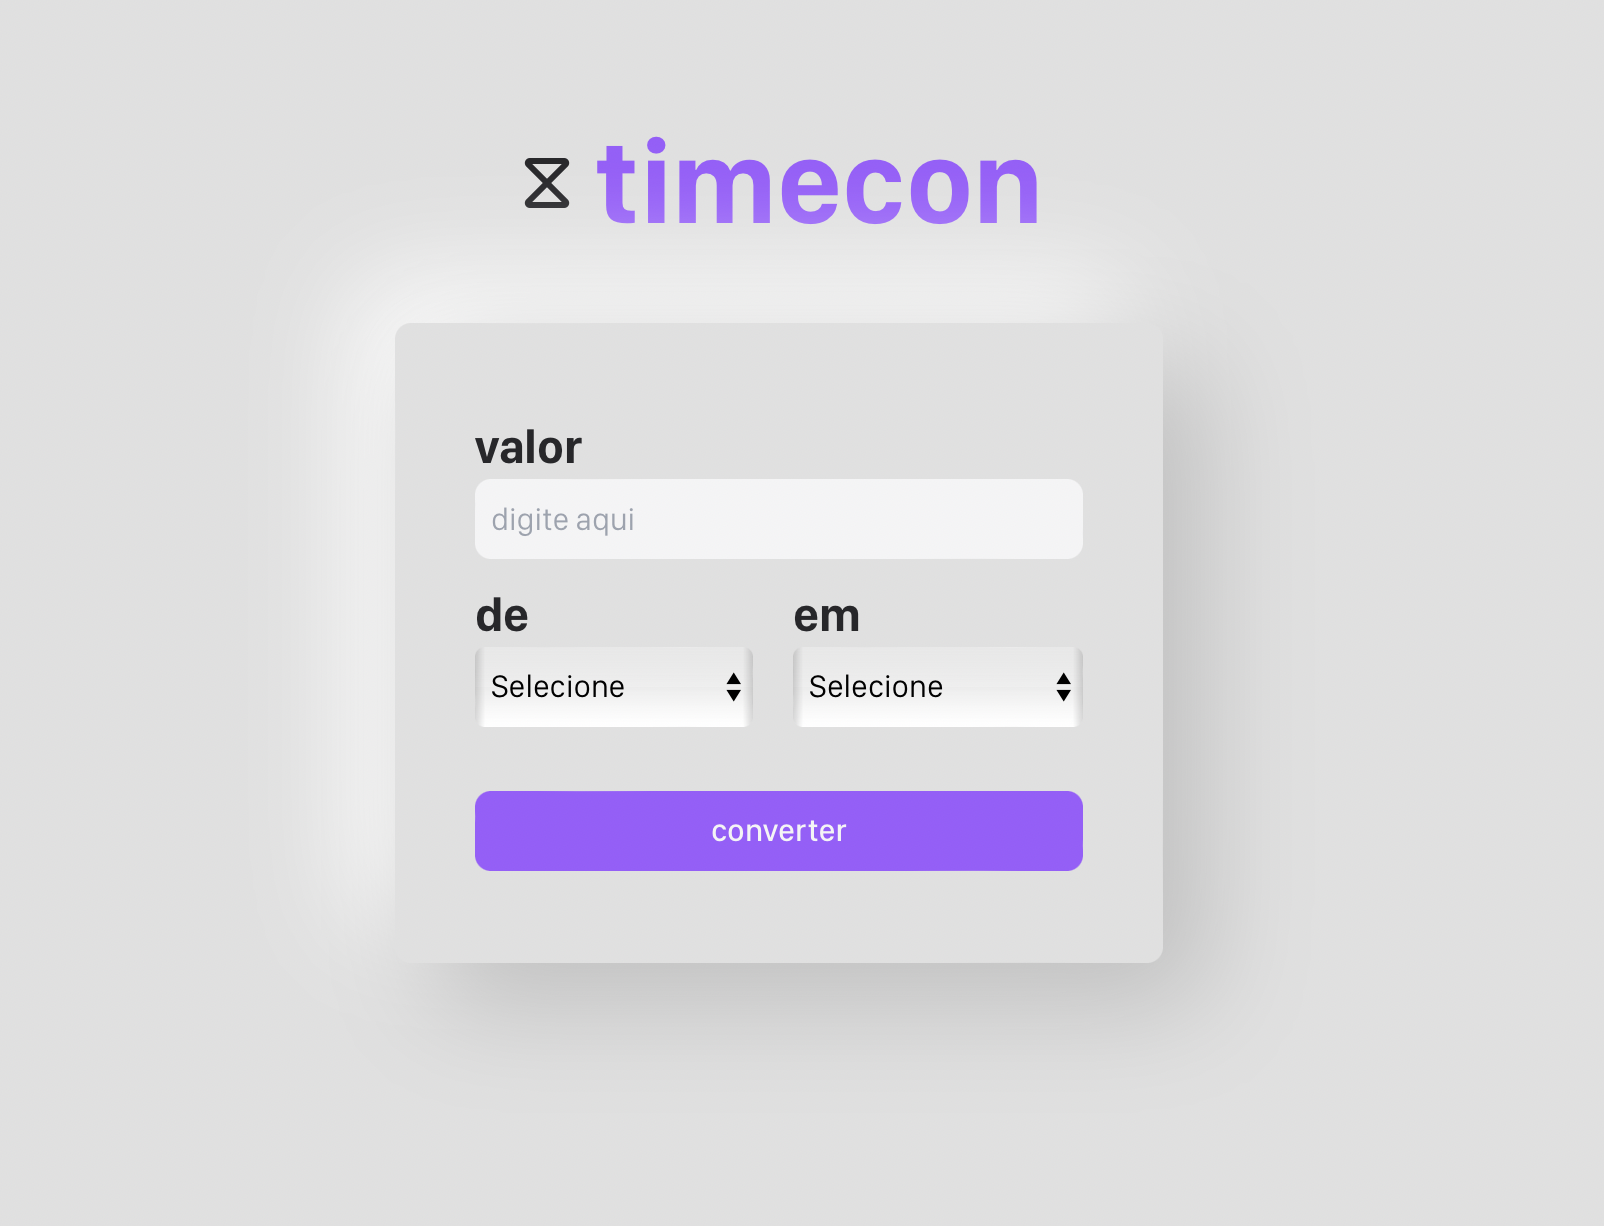 timecon
valor
digite aqui
de em
Selecione Selecione
converter